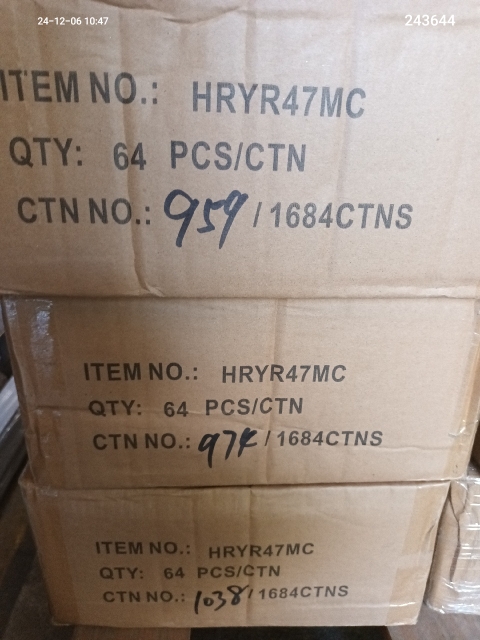 24-12-06 10:47
243644
ITEM NO.: HRYR47MC
QTY: 64 PCS/CTN
CTN NO.: 959/1684CTNS
ITEM NO.: HRYR47MC
QTY: 64 PCS/CTN
CTN NO.: 974/1684CTNS
ITEM NO.: HRYR47MC
QTY: 64 PCS/CTN
CTN NO.: 1038/1684CTNS